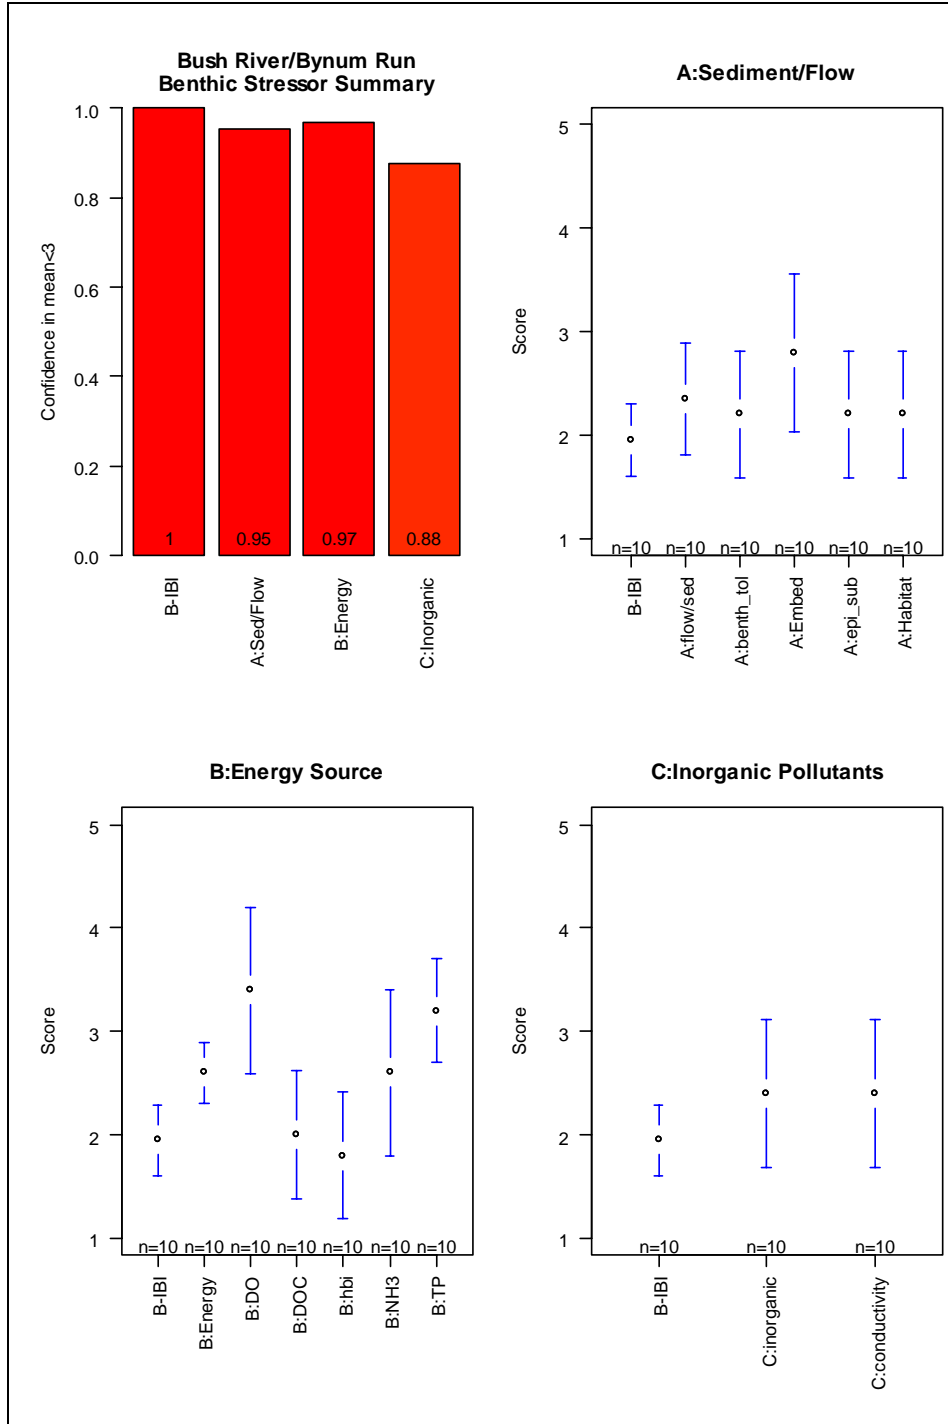 Bush River/Bynum Run
Benthic Stressor Summary
Confidence in mean<3
1.0
0.8
0.6
0.4
0.2
0.0
1
0.95
0.97
0.88
B-IBI
A:Sed/Flow
B:Energy
C:Inorganic
A:Sediment/Flow
Score
5
4
3
2
1
n=10
n=10
n=10
n=10
n=10
n=10
B-IBI
A:flow/sed
A:benth_tol
A:Embed
A:epi_sub
A:Habitat
B:Energy Source
Score
5
4
3
2
1
n=10
n=10
n=10
n=10
n=10
n=10
n=10
B-IBI
B:Energy
B:DO
B:DOC
B:hbi
B:NH3
B:TP
C:Inorganic Pollutants
Score
5
4
3
2
1
n=10
n=10
n=10
B-IBI
C:inorganic
C:conductivity